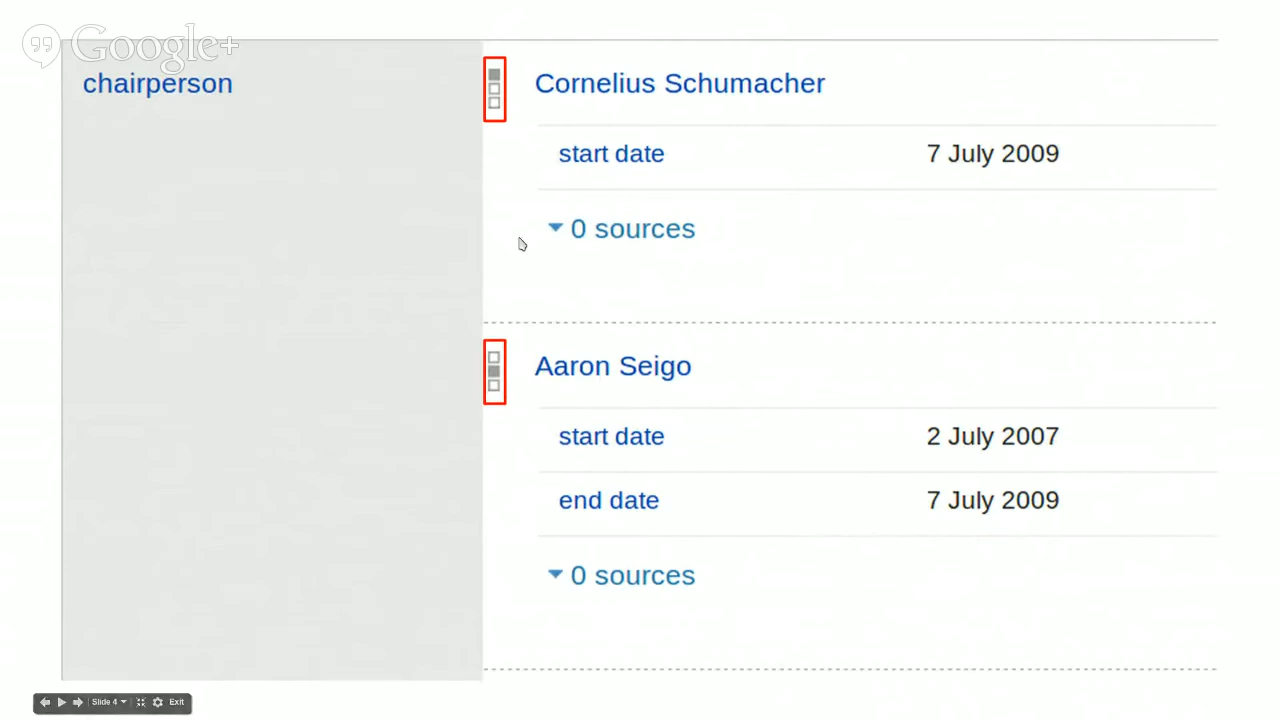 Google+
chairperson
Cornelius Schumacher
start date 7 July 2009
0 sources
Aaron Seigo
start date 2 July 2007
end date 7 July 2009
0 sources
Slide 4 Exit